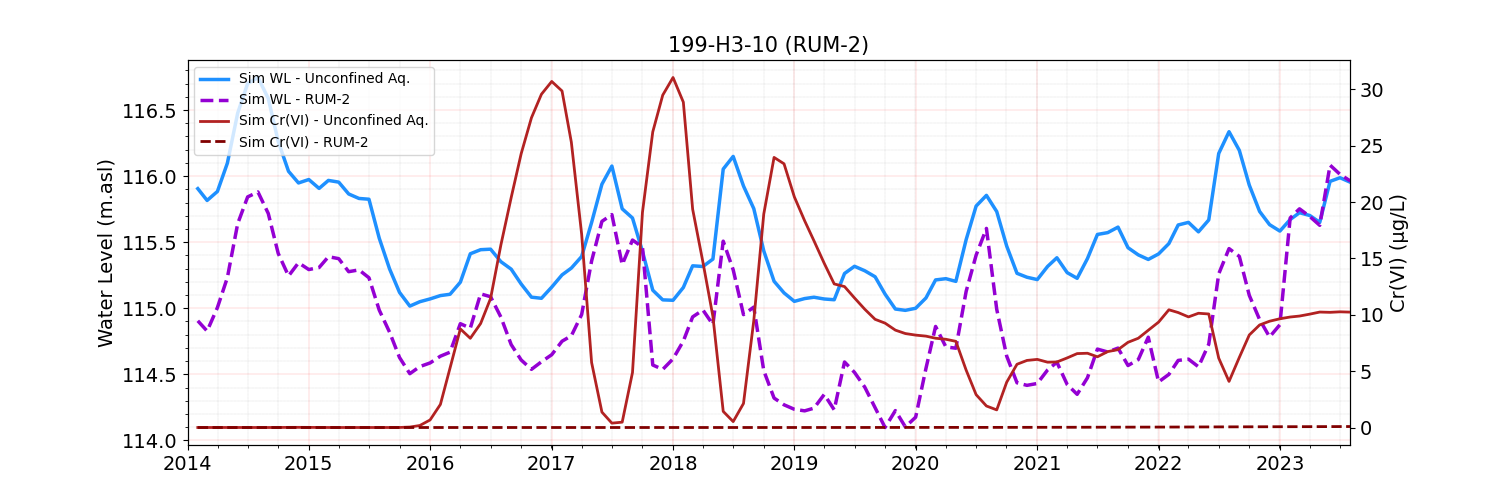 199-H3-10 (RUM-2)
Sim WL - Unconfined Aq.
Sim WL - RUM-2
Sim Cr(VI) - Unconfined Aq.
Sim Cr(VI) - RUM-2
Water Level (m.asl)
116.5
116.0
115.5
115.0
114.5
114.0
30
25
20
15
10
5
0
Cr(VI) (μg/L)
2014 2015 2016 2017 2018 2019 2020 2021 2022 2023